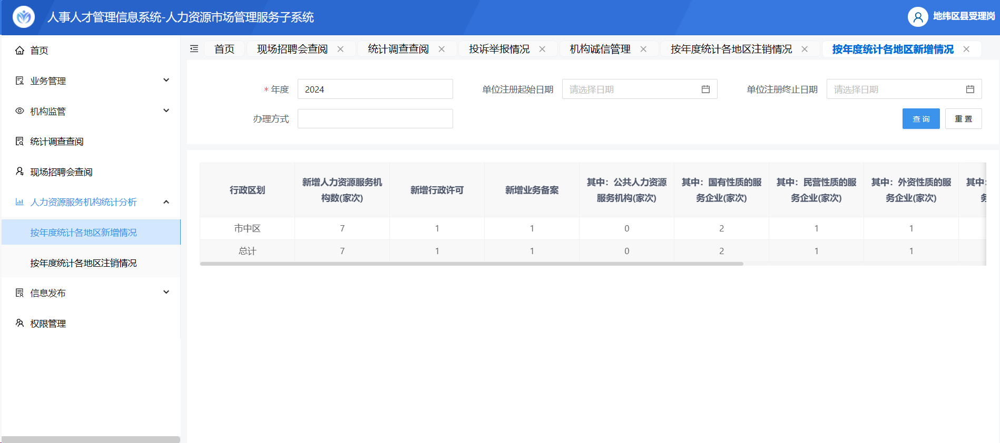 人事人才管理信息系统-人力资源市场管理服务子系统
地纬区县受理岗
首页
业务管理
机构监管
统计调查查阅
现场招聘会查阅
人力资源服务机构统计分析
按年度统计各地区新增情况
按年度统计各地区注销情况
信息发布
权限管理
首页 现场招聘会查阅 统计调查查阅 投诉举报情况 机构诚信管理 按年度统计各地区注销情况 按年度统计各地区新增情况
* 年度 2024 单位注册起始日期 请选择日期 单位注册终止日期 请选择日期
办理方式 查 询 重 置
行政区划 新增人力资源服务机构数(家次) 新增行政许可 新增业务备案 其中：公共人力资源服务机构(家次) 其中：国有性质的服务企业(家次) 其中：民营性质的服务企业(家次) 其中：外资性质的服务企业(家次) 其中:
市中区 7 1 1 0 2 1 1
总计 7 1 1 0 2 1 1